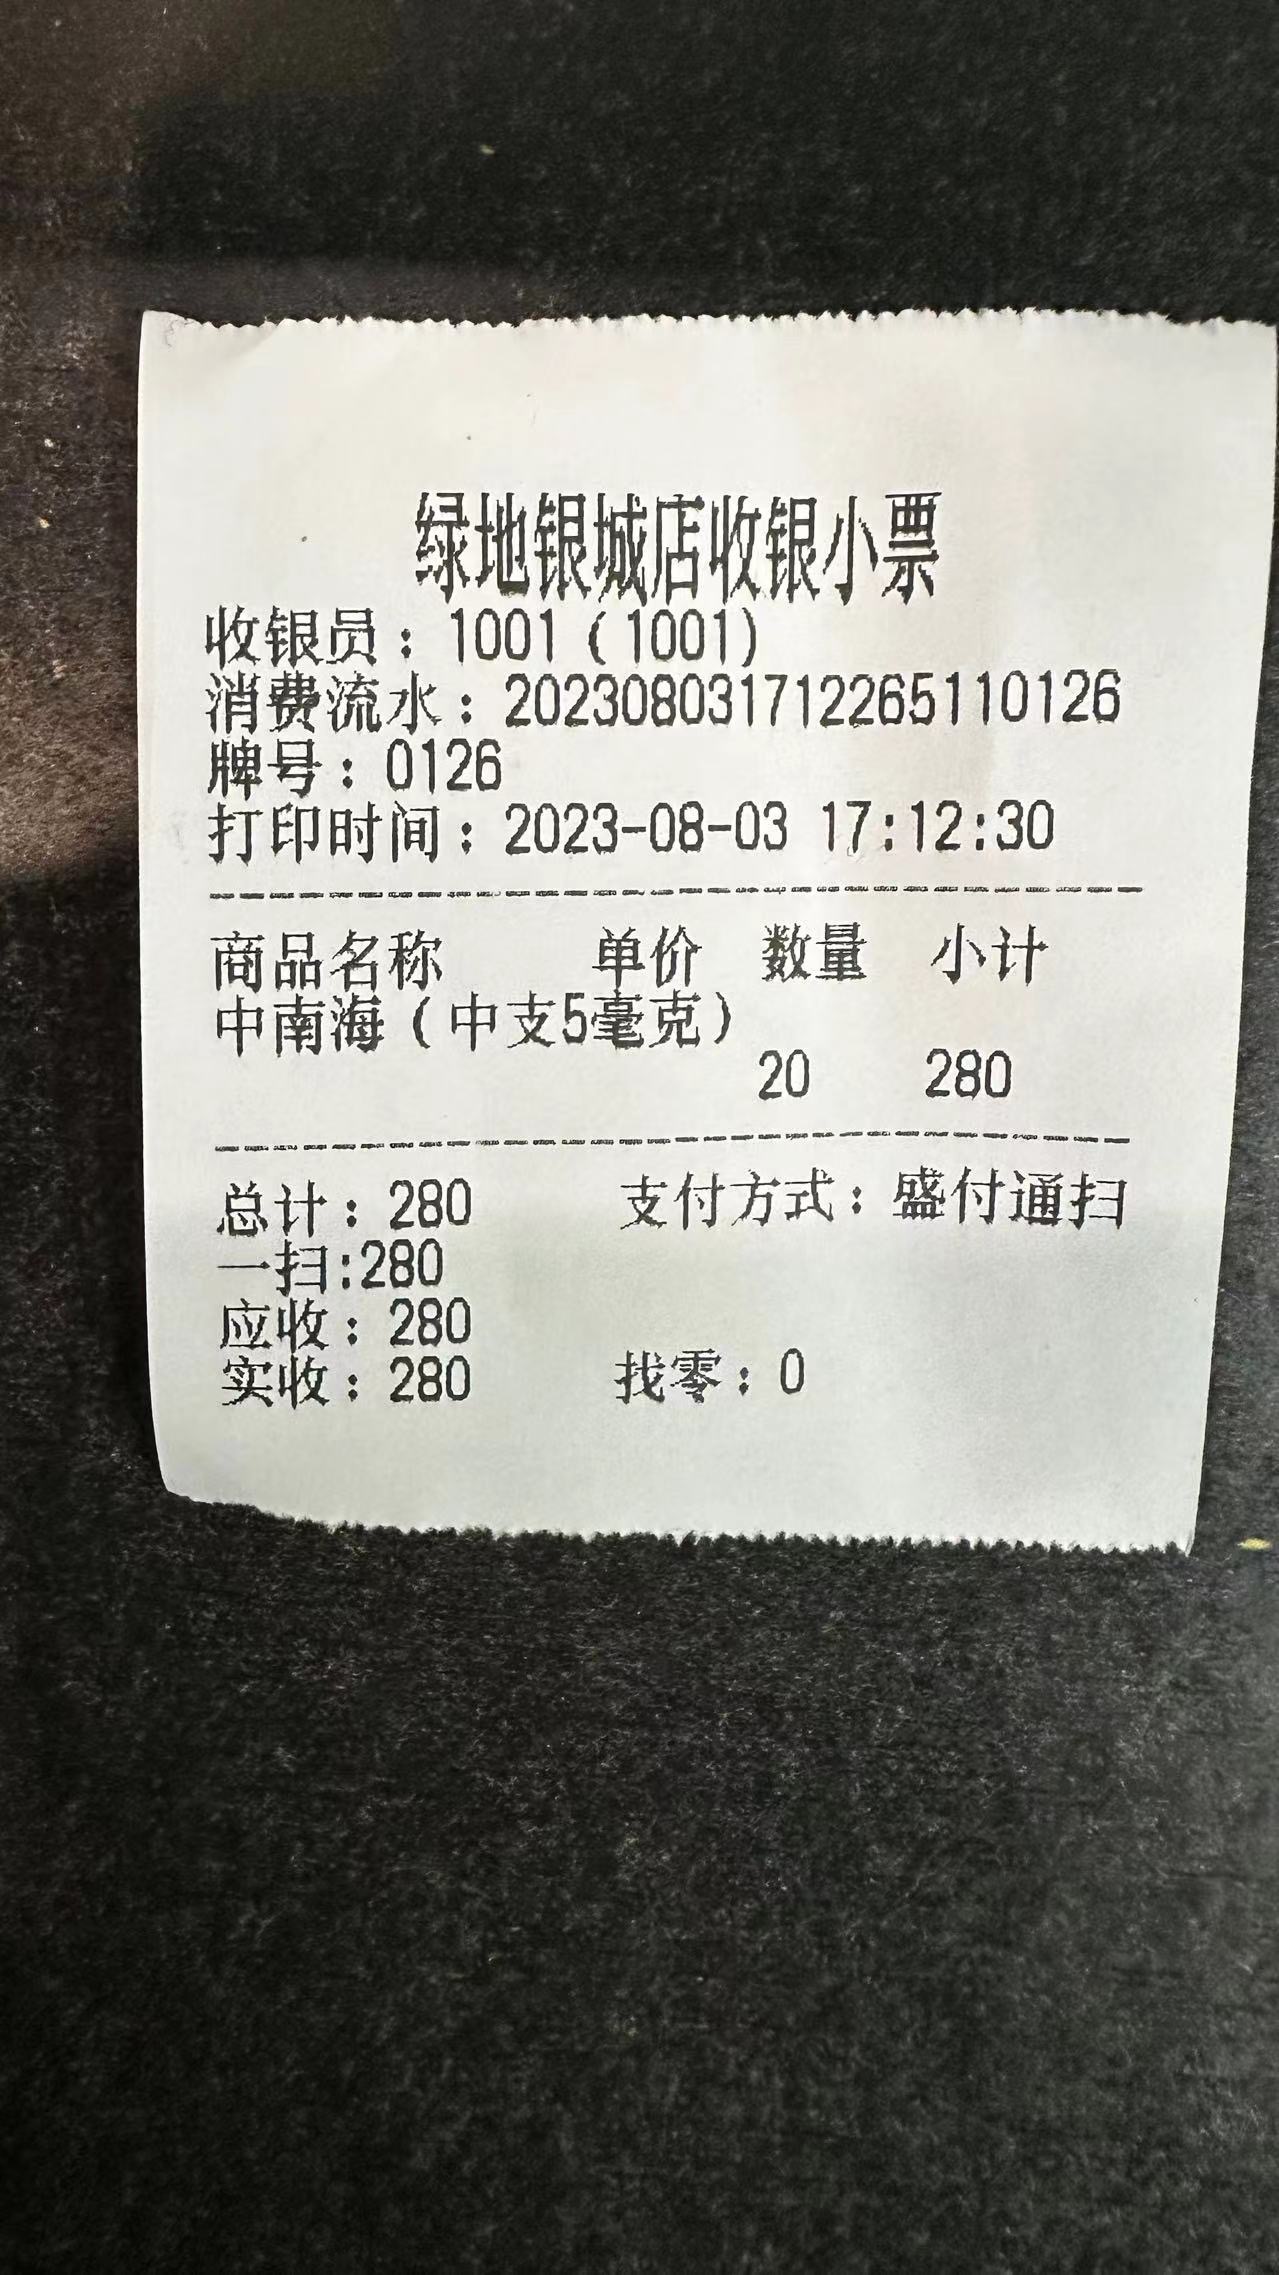 绿地银城店收银小票
收银员：1001（1001）
消费流水：20230803171226​5110126
牌号：0126
打印时间：2023-08-03 17:12:30
商品名称 单价 数量 小计
中南海（中支5毫克）
20 280
总计：280 支付方式：盛付通扫
一扫:280
应收：280
实收：280 找零：0